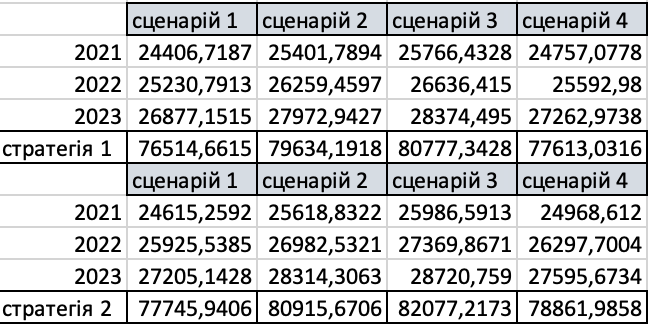 сценарій 1 сценарій 2 сценарій 3 сценарій 4
2021 24406,7187 25401,7894 25766,4328 24757,0778
2022 25230,7913 26259,4597 26636,415 25592,98
2023 26877,1515 27972,9427 28374,495 27262,9738
стратегія 1 76514,6615 79634,1918 80777,3428 77613,0316
сценарій 1 сценарій 2 сценарій 3 сценарій 4
2021 24615,2592 25618,8322 25986,5913 24968,612
2022 25925,5385 26982,5321 27369,8671 26297,7004
2023 27205,1428 28314,3063 28720,759 27595,6734
стратегія 2 77745,9406 80915,6706 82077,2173 78861,9858